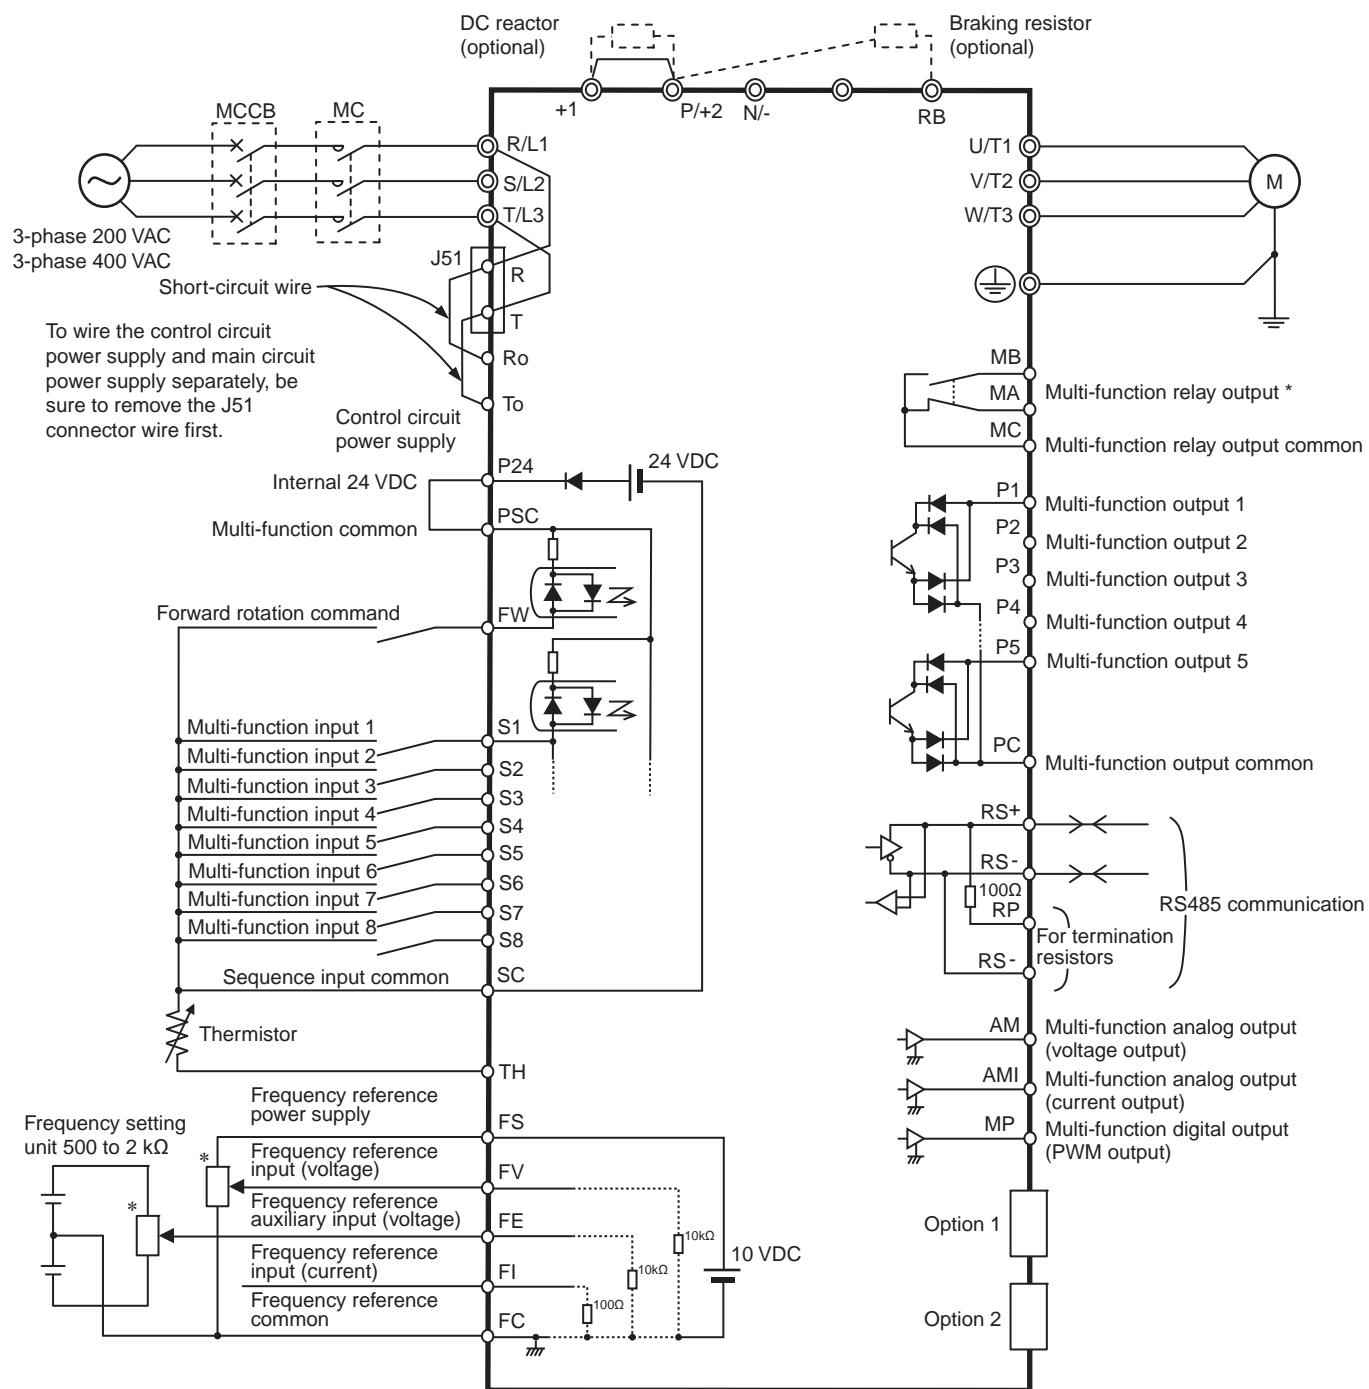 DC reactor
(optional)
Braking resistor
(optional)
+1
P/+2
N/-
RB
MCCB
MC
R/L1
S/L2
T/L3
3-phase 200 VAC
3-phase 400 VAC
J51
R
T
Short-circuit wire
To wire the control circuit
power supply and main circuit
power supply separately, be
sure to remove the J51
connector wire first.
Ro
To
Control circuit
power supply
P24
24 VDC
Internal 24 VDC
PSC
Multi-function common
Forward rotation command
FW
Multi-function input 1
S1
Multi-function input 2
S2
Multi-function input 3
S3
Multi-function input 4
S4
Multi-function input 5
S5
Multi-function input 6
S6
Multi-function input 7
S7
Multi-function input 8
S8
Sequence input common
SC
Thermistor
TH
Frequency reference
power supply
FS
Frequency setting
unit 500 to 2 kΩ
*
*
Frequency reference
input (voltage)
FV
Frequency reference
auxiliary input (voltage)
FE
Frequency reference
input (current)
FI
Frequency reference
common
FC
10kΩ
10kΩ
100Ω
10 VDC
U/T1
V/T2
W/T3
M
MB
MA
Multi-function relay output *
MC
Multi-function relay output common
P1
Multi-function output 1
P2
Multi-function output 2
P3
Multi-function output 3
P4
Multi-function output 4
P5
Multi-function output 5
PC
Multi-function output common
RS+
RS-
100Ω
RP
RS485 communication
For termination
resistors
RS-
AM
Multi-function analog output
(voltage output)
AMI
Multi-function analog output
(current output)
MP
Multi-function digital output
(PWM output)
Option 1
Option 2